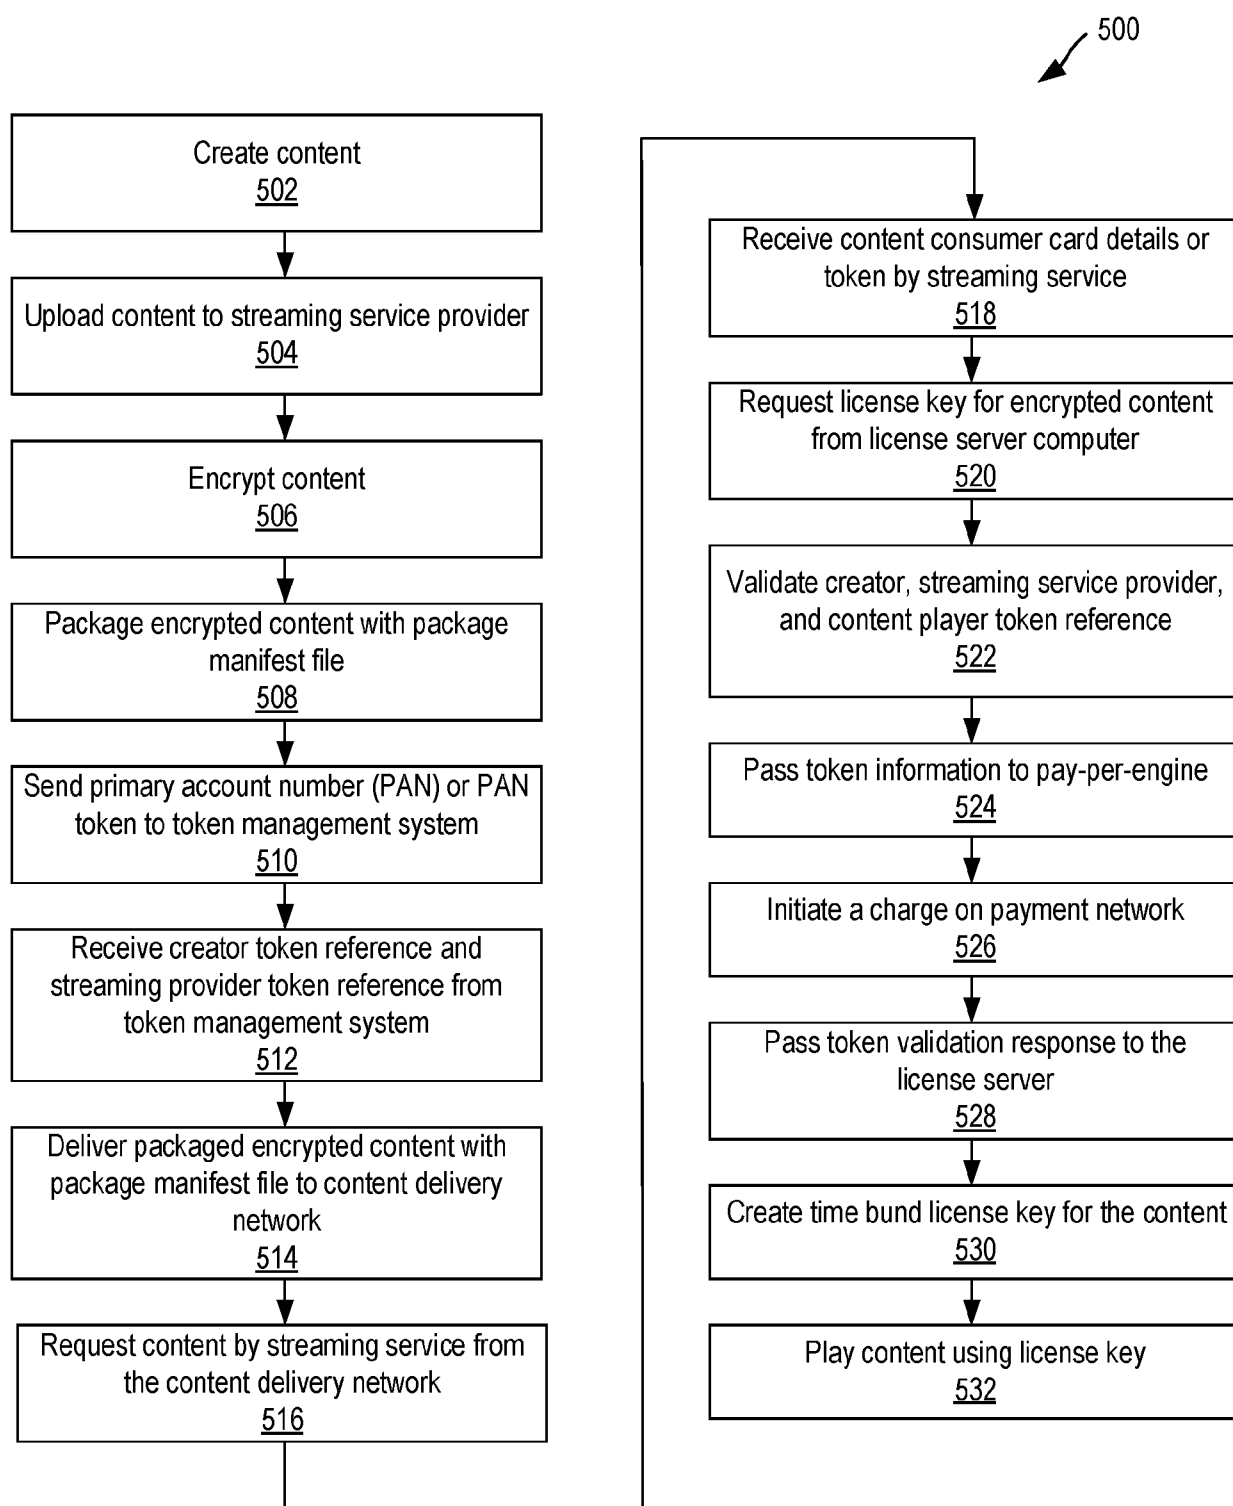 500
Create content
502
Upload content to streaming service provider
504
Encrypt content
506
Package encrypted content with package
manifest file
508
Send primary account number (PAN) or PAN
token to token management system
510
Receive creator token reference and
streaming provider token reference from
token management system
512
Deliver packaged encrypted content with
package manifest file to content delivery
network
514
Request content by streaming service from
the content delivery network
516
Receive content consumer card details or
token by streaming service
518
Request license key for encrypted content
from license server computer
520
Validate creator, streaming service provider,
and content player token reference
522
Pass token information to pay-per-engine
524
Initiate a charge on payment network
526
Pass token validation response to the
license server
528
Create time bund license key for the content
530
Play content using license key
532